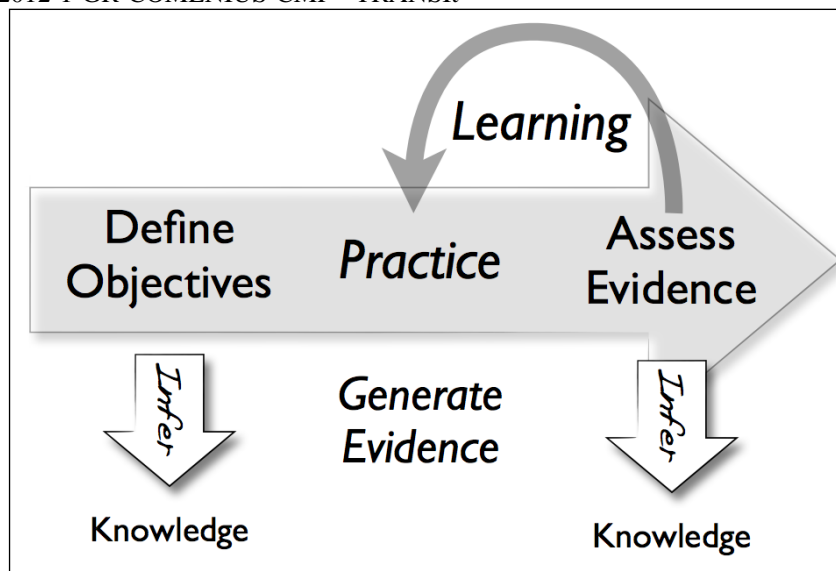 Learning
Define
Objectives
Practice
Assess
Evidence
Infer
Generate
Evidence
Infer
Knowledge
Knowledge